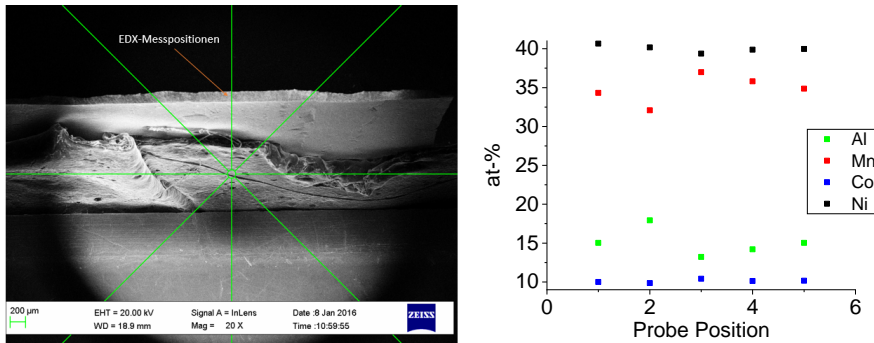 EDX-Messpositionen
200 µm
EHT = 20.00 kV
WD = 18.9 mm
Signal A = InLens
Mag = 20 X
Date :8 Jan 2016
Time :10:59:55
ZEISS
at-%
40
35
30
25
20
15
10
0 2 4 6
Probe Position
Al
Mn
Co
Ni